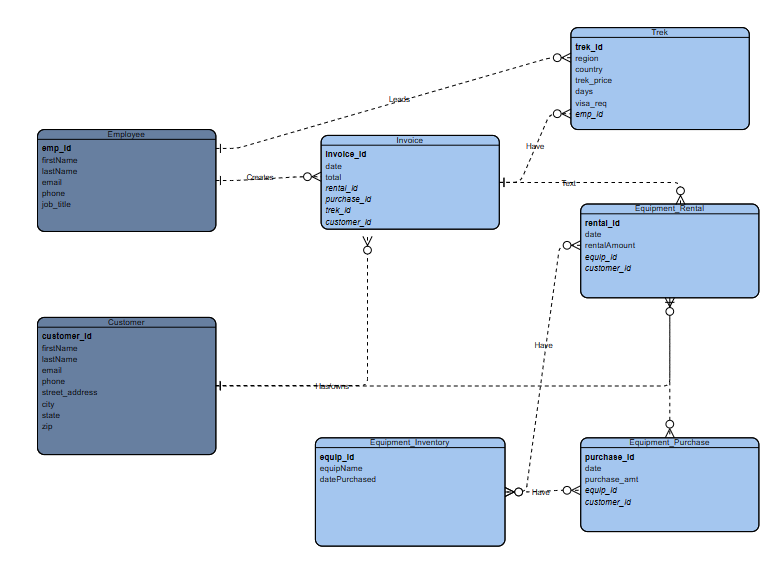 Trek
trek_id
region
country
trek_price
days
visa_req
emp_id
Leads
Employee
emp_id
firstName
lastName
email
phone
job_title
Creates
Invoice
invoice_id
date
total
rental_id
purchase_id
trek_id
customer_id
Have
Text
Equipment_Rental
rental_id
date
rentalAmount
equip_id
customer_id
Customer
customer_id
firstName
lastName
email
phone
street_address
city
state
zip
Has/owns
Have
Equipment_Inventory
equip_id
equipName
datePurchased
Have
Equipment_Purchase
purchase_id
date
purchase_amt
equip_id
customer_id